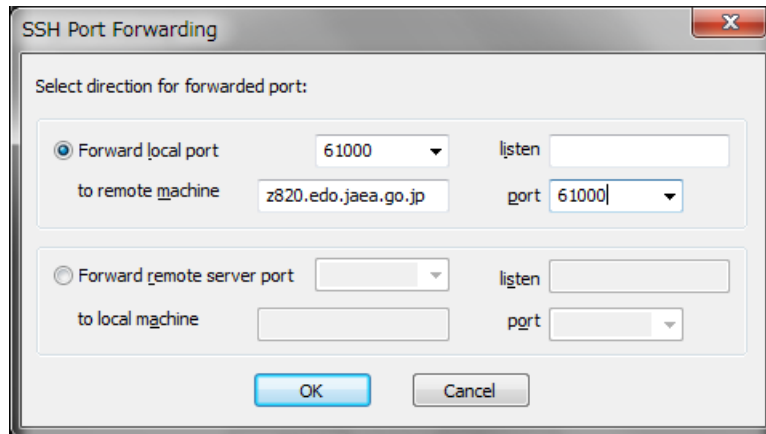 SSH Port Forwarding
Select direction for forwarded port:
Forward local port 61000 listen
to remote machine z820.edo.jaea.go.jp port 61000
Forward remote server port listen
to local machine port
OK Cancel